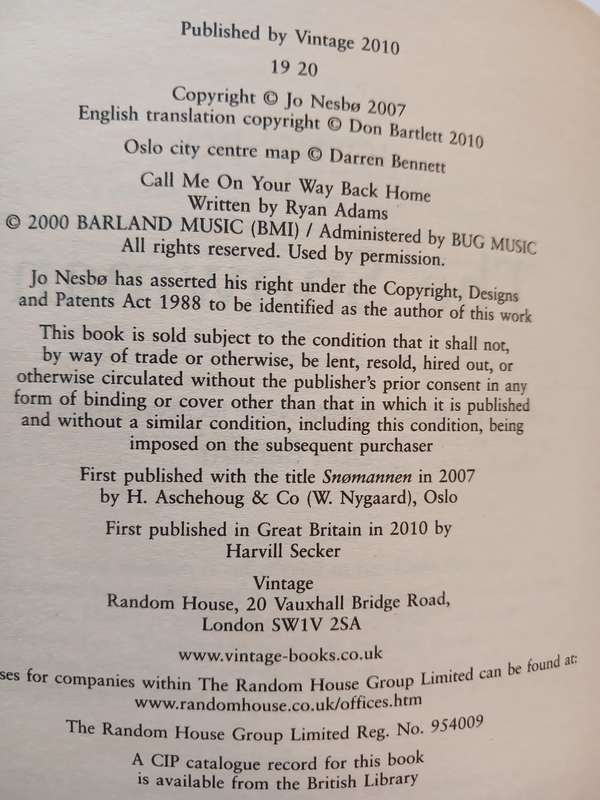 Published by Vintage 2010
19 20
Copyright © Jo Nesbø 2007
English translation copyright © Don Bartlett 2010
Oslo city centre map © Darren Bennett
Call Me On Your Way Back Home
Written by Ryan Adams
© 2000 BARLAND MUSIC (BMI) / Administered by BUG MUSIC
All rights reserved. Used by permission.
Jo Nesbø has asserted his right under the Copyright, Designs
and Patents Act 1988 to be identified as the author of this work
This book is sold subject to the condition that it shall not,
by way of trade or otherwise, be lent, resold, hired out, or
otherwise circulated without the publisher's prior consent in any
form of binding or cover other than that in which it is published
and without a similar condition, including this condition, being
imposed on the subsequent purchaser
First published with the title Snømannen in 2007
by H. Aschehoug & Co (W. Nygaard), Oslo
First published in Great Britain in 2010 by
Harvill Secker
Vintage
Random House, 20 Vauxhall Bridge Road,
London SW1V 2SA
www.vintage-books.co.uk
ses for companies within The Random House Group Limited can be found at:
www.randomhouse.co.uk/offices.htm
The Random House Group Limited Reg. No. 954009
A CIP catalogue record for this book
is available from the British Library